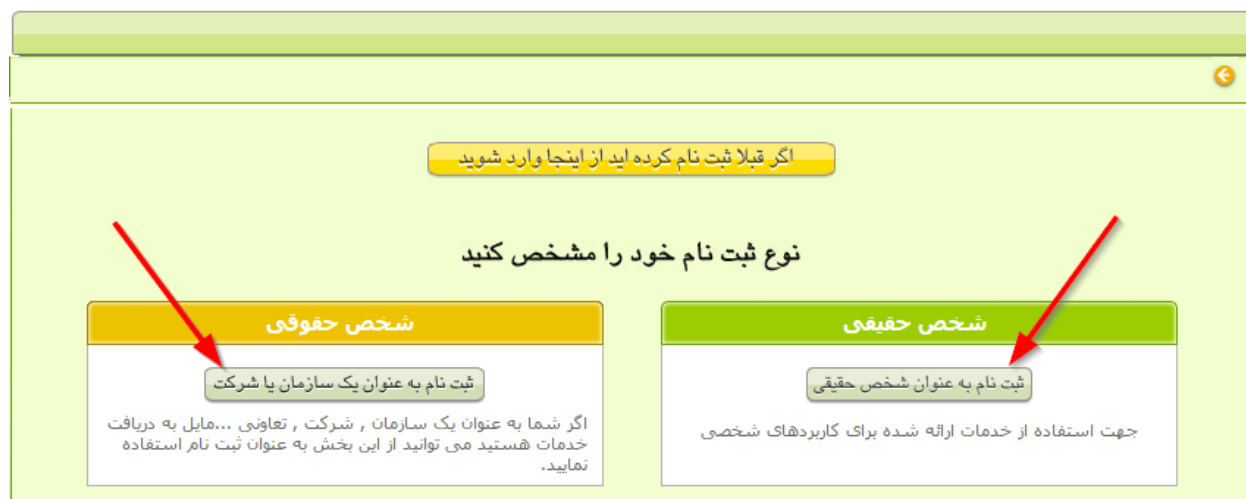 اگر قبلا ثبت نام کرده اید از اینجا وارد شوید
نوع ثبت نام خود را مشخص کنید
شخص حقیقی
ثبت نام به عنوان شخص حقیقی
جهت استفاده از خدمات ارائه شده برای کاربردهای شخصی
شخص حقوقی
ثبت نام به عنوان یک سازمان یا شرکت
اگر شما به عنوان یک سازمان , شرکت , تعاونی ...مایل به دریافت
خدمات هستید می توانید از این بخش به عنوان ثبت نام استفاده
نمایید.